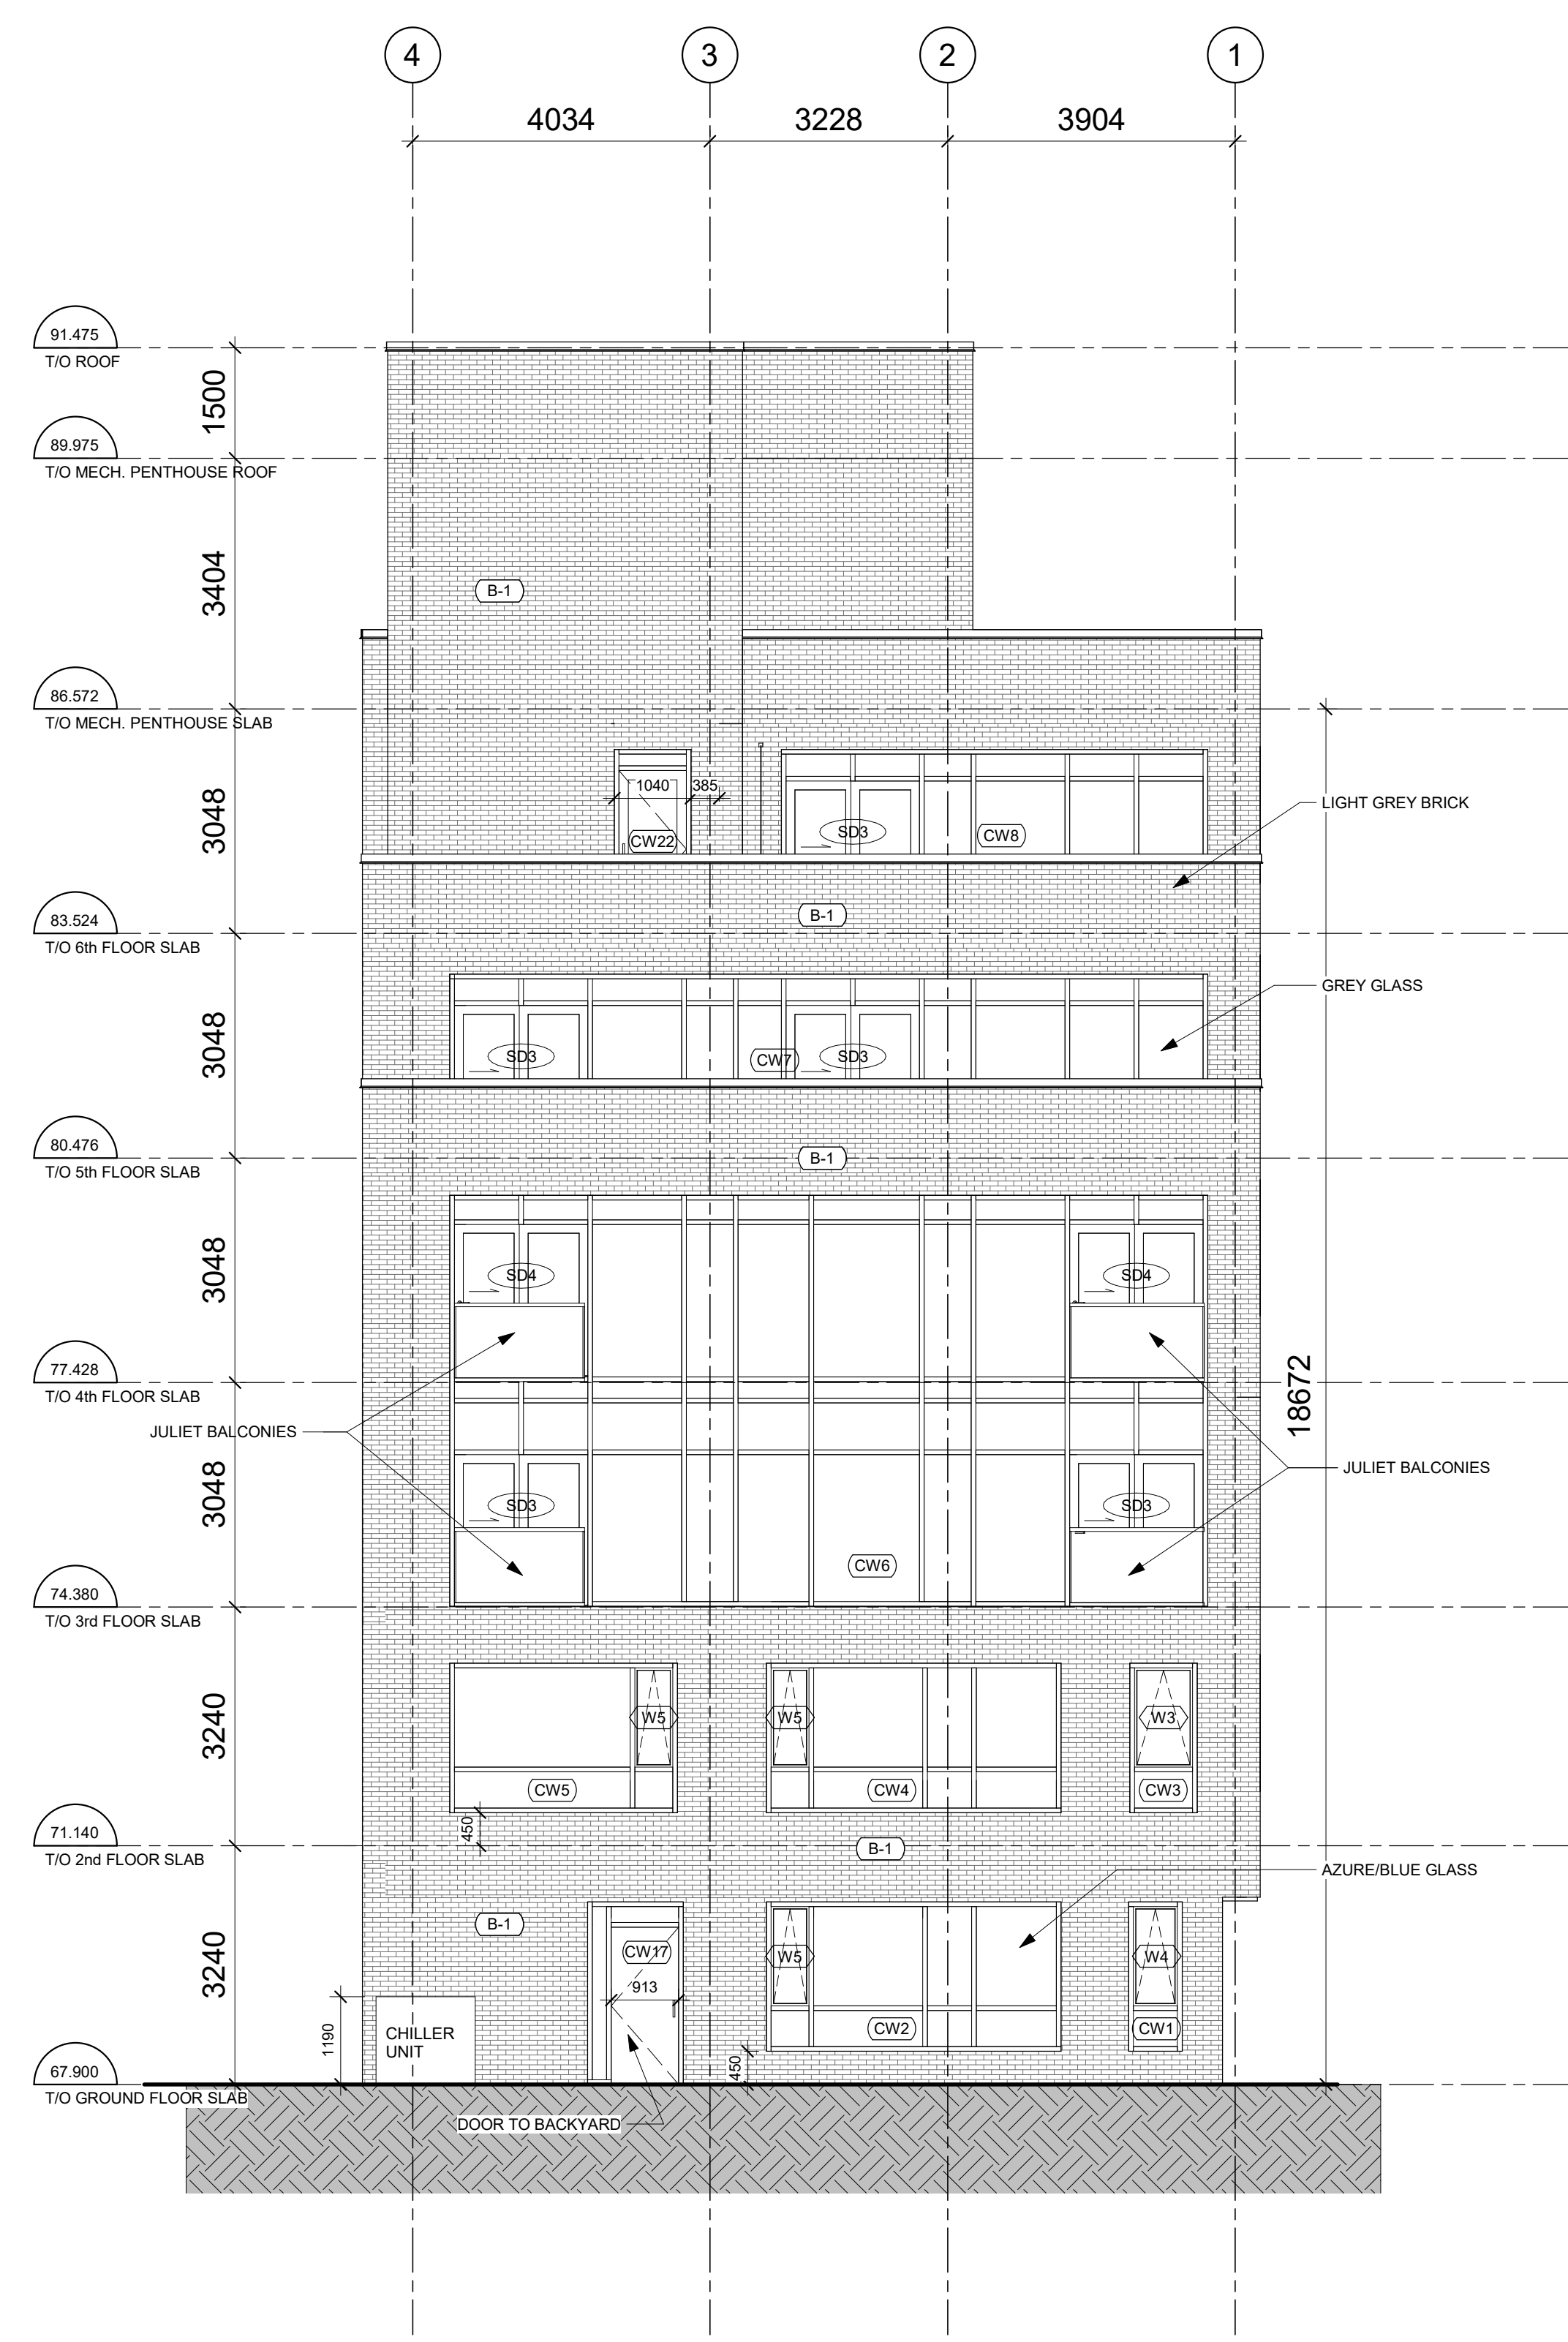 4 3 2 1
4034 3228 3904
91.475
T/O ROOF
1500
89.975
T/O MECH. PENTHOUSE ROOF
3404
B-1
86.572
T/O MECH. PENTHOUSE SLAB
1040 385
LIGHT GREY BRICK
3048
CW22 SD3 CW8
83.524
B-1
T/O 6th FLOOR SLAB
GREY GLASS
3048
SD3 CW7 SD3
80.476
B-1
T/O 5th FLOOR SLAB
3048
SD4 SD4
77.428
T/O 4th FLOOR SLAB
18672
JULIET BALCONIES
JULIET BALCONIES
3048
SD3 SD3
CW6
74.380
T/O 3rd FLOOR SLAB
3240
W5 W5 W3
CW5 CW4 CW3
450
71.140
B-1
T/O 2nd FLOOR SLAB
AZURE/BLUE GLASS
B-1
3240
CW17 W5 W4
913
1190
CHILLER
UNIT
CW2 CW1
450
67.900
T/O GROUND FLOOR SLAB
DOOR TO BACKYARD